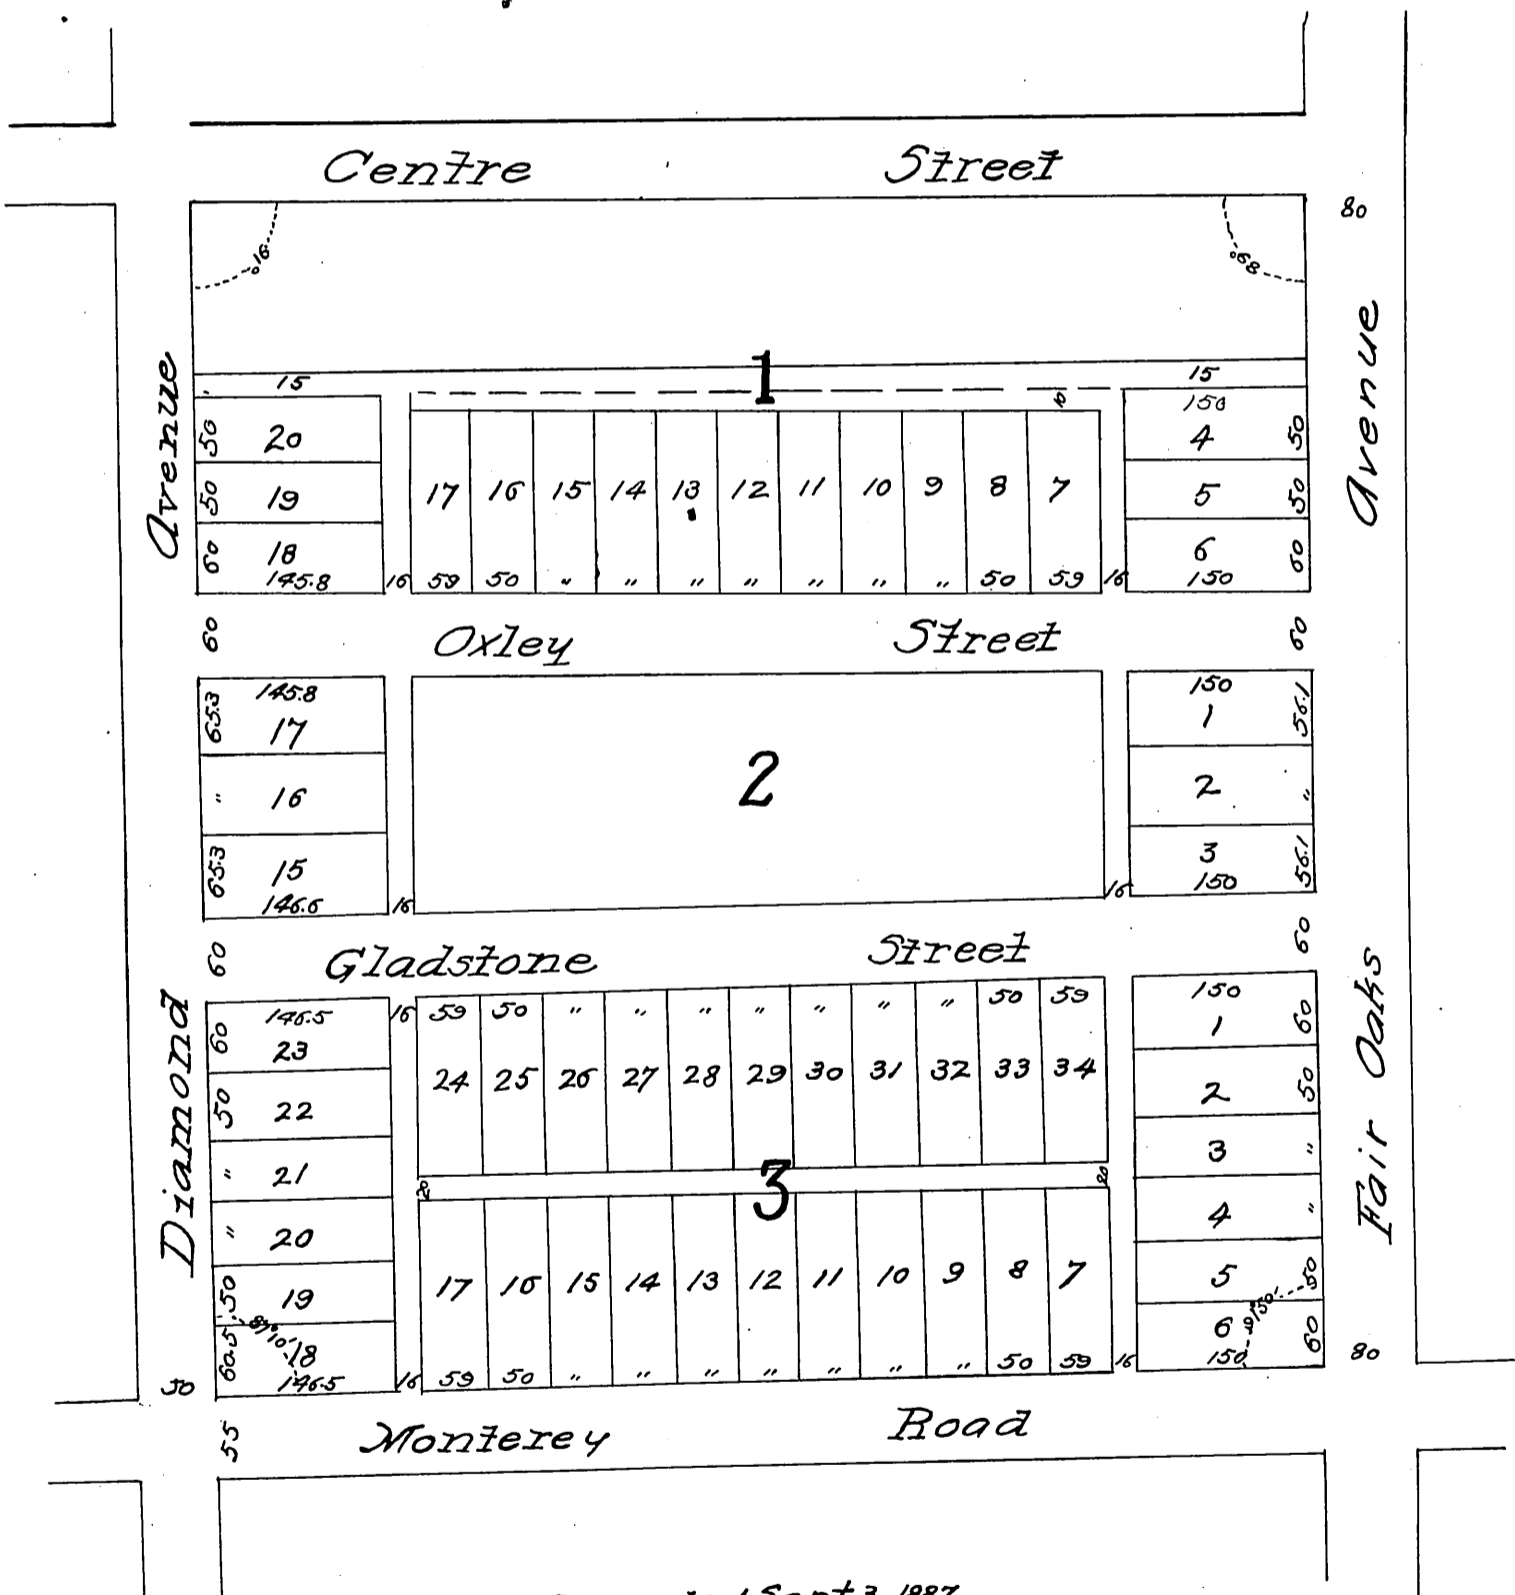 Centre Street
80
°16
°68
1
15 15
150
50 20 10 4 50
50 19 17 16 15 14 13 12 11 10 9 8 7 5 50
60 18 6 60
145.8 16 59 50 " " " " " " " 50 59 16 150
Avenue
Avenue
60 Oxley Street 60
65.3 145.8 150 56.1
17 1
2
" 16 2 "
65.3 15 3 56.1
146.6 16 16 150
60 Gladstone Street 60
60 146.5 16 59 50 " " " " " " " 50 59 150 60
23 1
24 25 26 27 28 29 30 31 32 33 34
50 22 2 50
" 21 3 "
20 3 20
" 20 4 "
50 19 17 16 15 14 13 12 11 10 9 8 7 5 50
60.5 18 6 60
146.5 16 59 50 " " " " " " " 50 59 16 150
Diamond
Fair Oaks
50 80
55 Monterey Road
Sept 3 1887